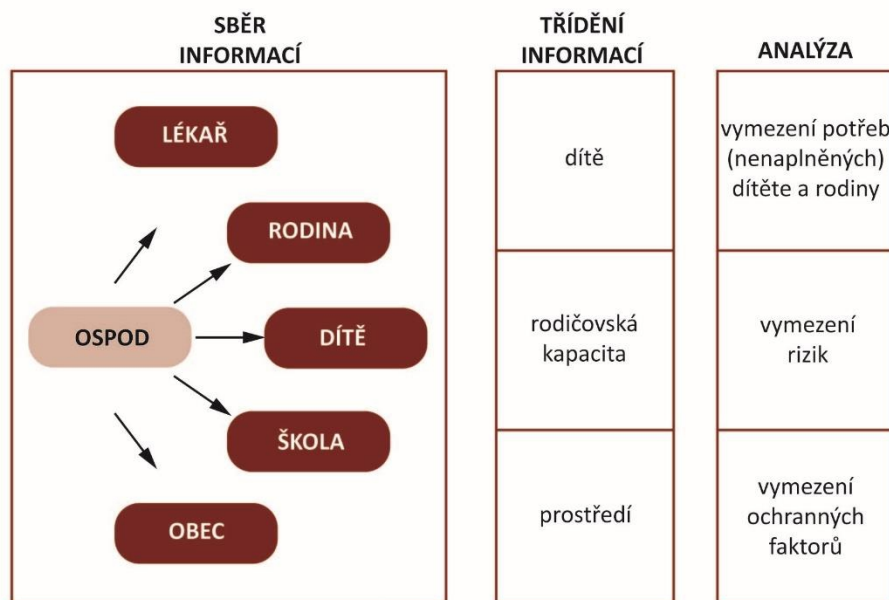 SBĚR
INFORMACÍ
LÉKAŘ
RODINA
OSPOD
DÍTĚ
ŠKOLA
OBEC
TŘÍDĚNÍ
INFORMACÍ
dítě
rodičovská
kapacita
prostředí
ANALÝZA
vymezení potřeb
(nenaplněných)
dítěte a rodiny
vymezení
rizik
vymezení
ochranných
faktorů